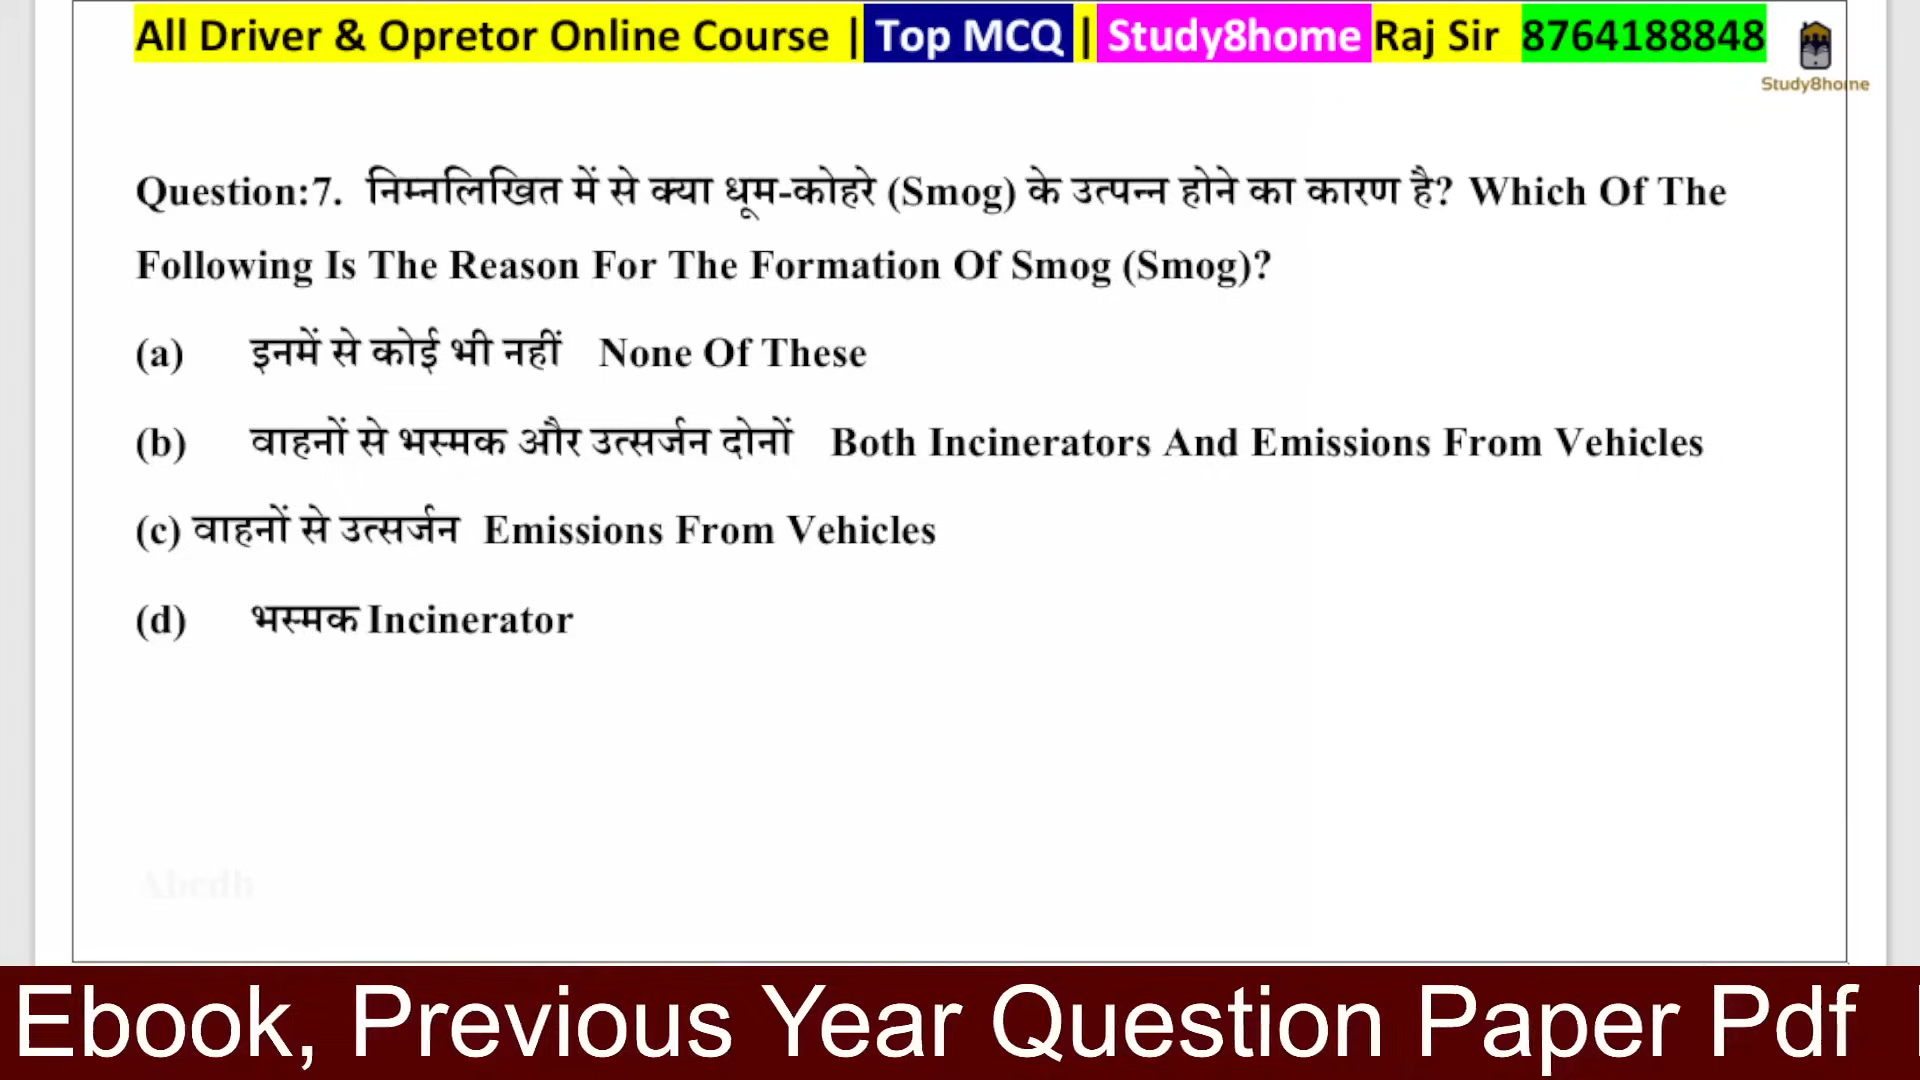 All Driver & Opretor Online Course | Top MCQ | Study8home Raj Sir 8764188848
Study8home
Question:7. निम्नलिखित में से क्या धूम-कोहरे (Smog) के उत्पन्न होने का कारण है? Which Of The
Following Is The Reason For The Formation Of Smog (Smog)?
(a) इनमें से कोई भी नहीं None Of These
(b) वाहनों से भस्मक और उत्सर्जन दोनों Both Incinerators And Emissions From Vehicles
(c) वाहनों से उत्सर्जन Emissions From Vehicles
(d) भस्मक Incinerator
Abcdh
Ebook, Previous Year Question Paper Pdf